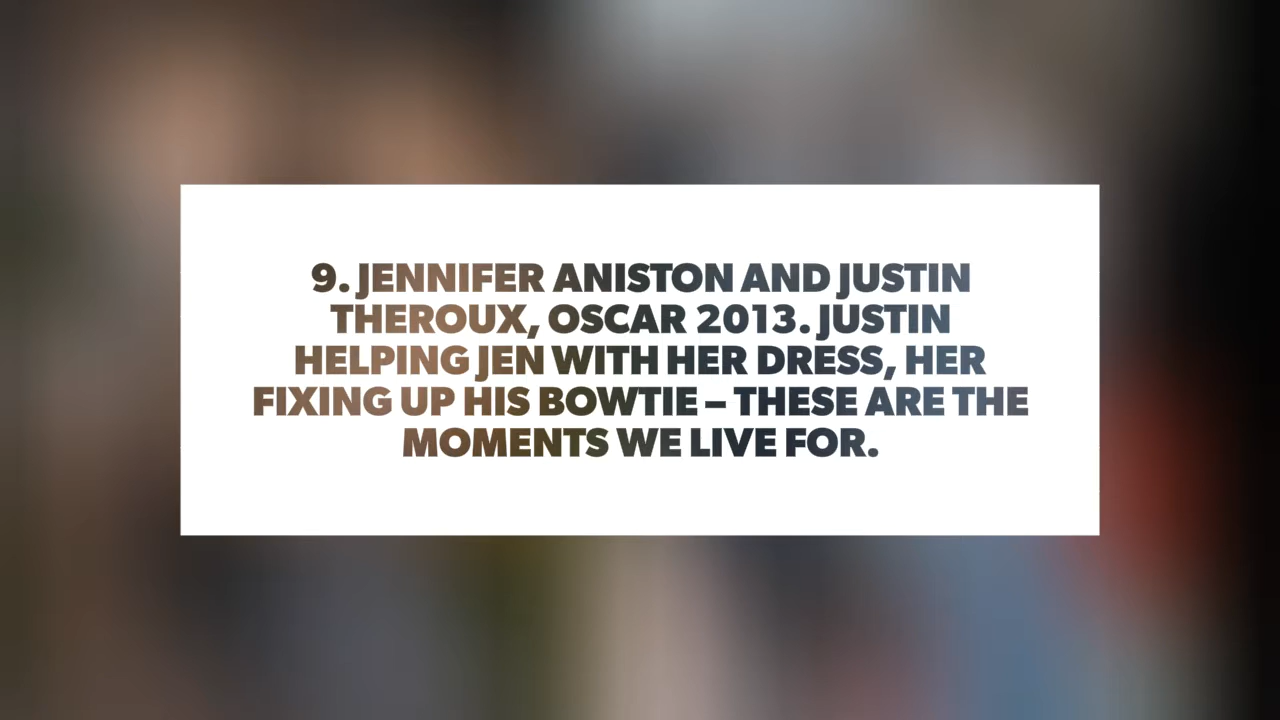 9. JENNIFER ANISTON AND JUSTIN
THEROUX, OSCAR 2013. JUSTIN
HELPING JEN WITH HER DRESS, HER
FIXING UP HIS BOWTIE – THESE ARE THE
MOMENTS WE LIVE FOR.